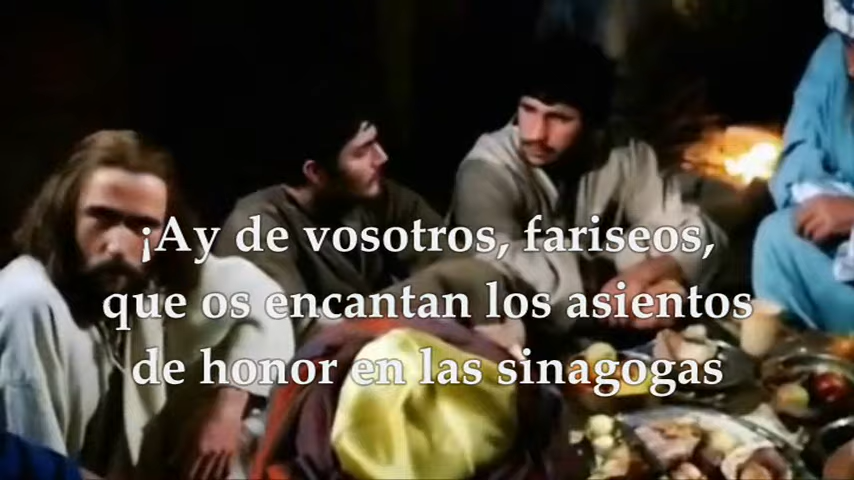 ¡Ay de vosotros, fariseos,
que os encantan los asientos
de honor en las sinagogas